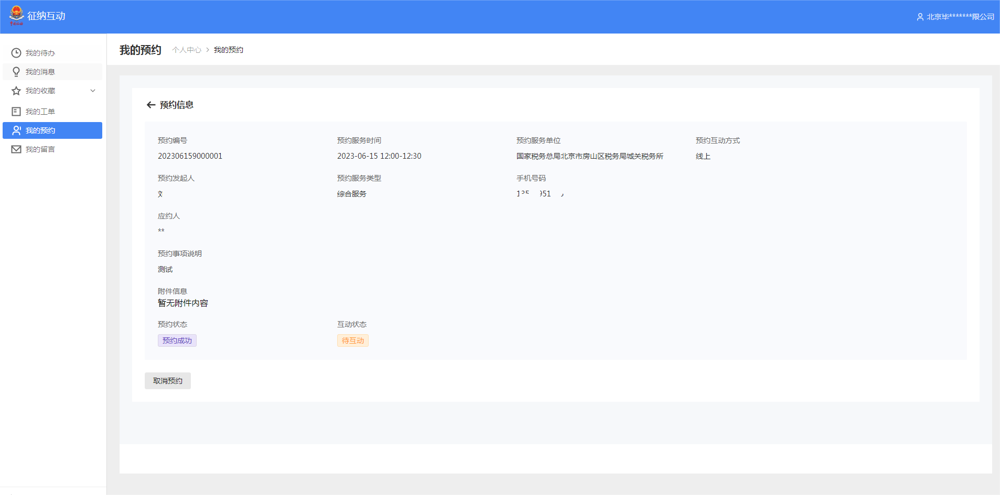 征纳互动
北京毕*******限公司
我的待办
我的消息
我的收藏
我的工单
我的预约
我的留言
我的预约 个人中心 > 我的预约
预约信息
预约编号 预约服务时间 预约服务单位 预约互动方式
202306159000001 2023-06-15 12:00-12:30 国家税务总局北京市房山区税务局城关税务所 线上
预约发起人 预约服务类型 手机号码
综合服务
应约人
**
预约事项说明
测试
附件信息
暂无附件内容
预约状态 互动状态
预约成功 待互动
取消预约